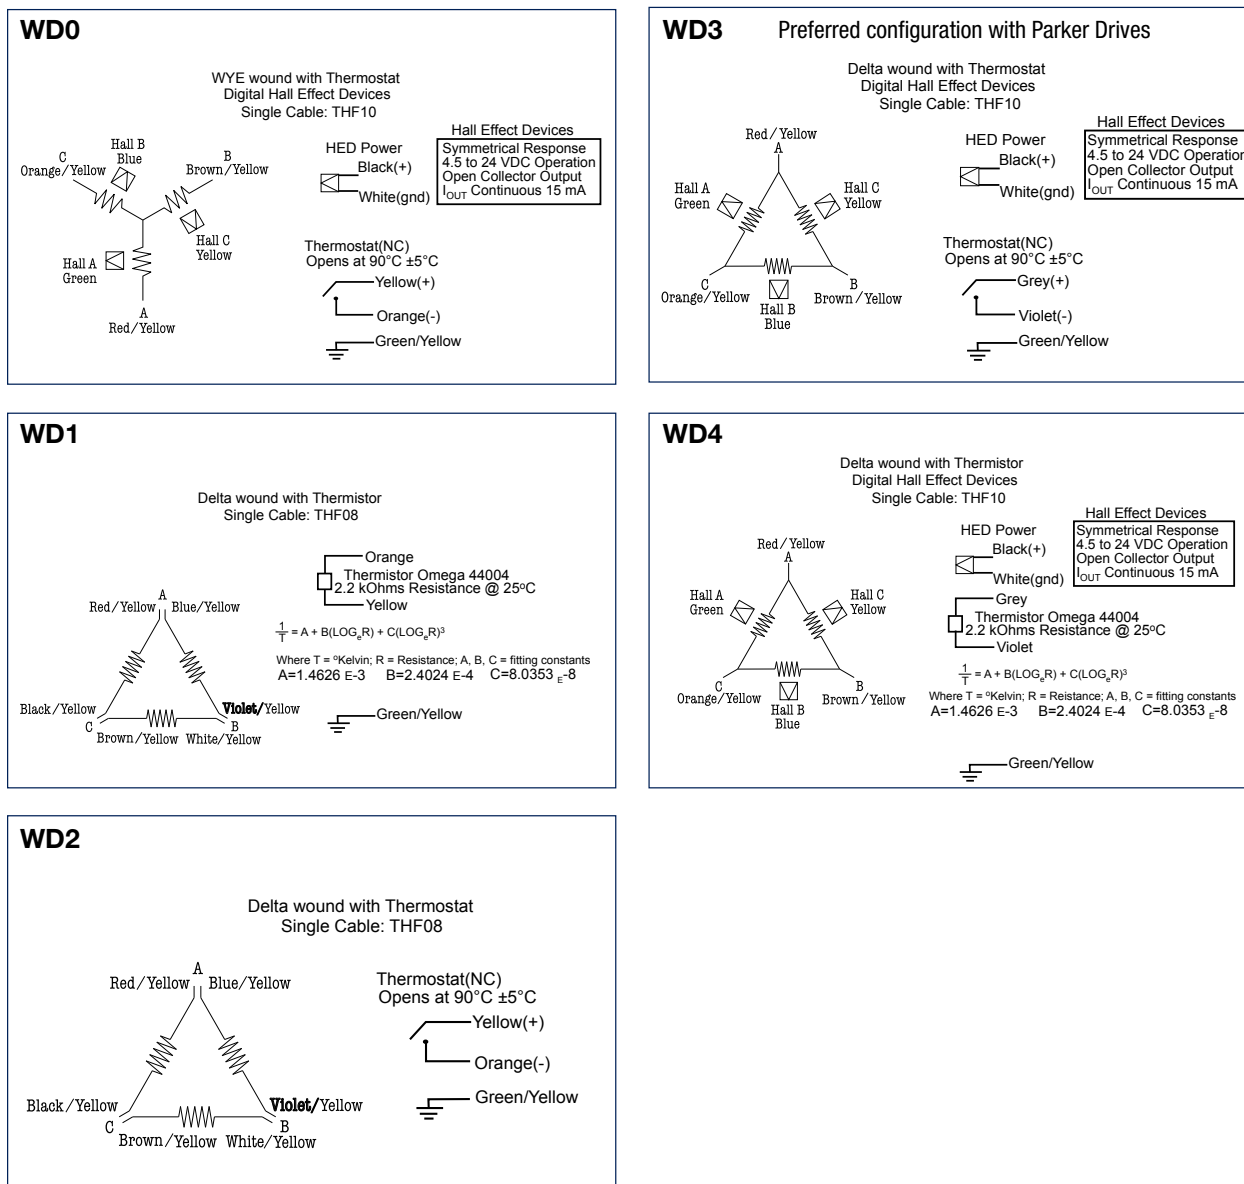 WD0
WYE wound with Thermostat
Digital Hall Effect Devices
Single Cable: THF10
Hall B
Blue
C
Orange/Yellow
B
Brown/Yellow
Hall C
Yellow
Hall A
Green
A
Red/Yellow
HED Power
Black(+)
White(gnd)
Hall Effect Devices
Symmetrical Response
4.5 to 24 VDC Operation
Open Collector Output
IOUT Continuous 15 mA
Thermostat(NC)
Opens at 90°C ±5°C
Yellow(+)
Orange(-)
Green/Yellow
WD3 Preferred configuration with Parker Drives
Delta wound with Thermostat
Digital Hall Effect Devices
Single Cable: THF10
Red/Yellow
A
Hall A
Green
Hall C
Yellow
C
Orange/Yellow
Hall B
Blue
B
Brown/Yellow
HED Power
Black(+)
White(gnd)
Hall Effect Devices
Symmetrical Response
4.5 to 24 VDC Operation
Open Collector Output
IOUT Continuous 15 mA
Thermostat(NC)
Opens at 90°C ±5°C
Grey(+)
Violet(-)
Green/Yellow
WD1
Delta wound with Thermistor
Single Cable: THF08
A
Red/Yellow Blue/Yellow
Black/Yellow
C
Brown/Yellow
Violet/Yellow
B
White/Yellow
Orange
Thermistor Omega 44004
2.2 kOhms Resistance @ 25°C
Yellow
1/T = A + B(LOGeR) + C(LOGeR)³
Where T = ºKelvin; R = Resistance; A, B, C = fitting constants
A=1.4626 E-3 B=2.4024 E-4 C=8.0353 E-8
Green/Yellow
WD4
Delta wound with Thermistor
Digital Hall Effect Devices
Single Cable: THF10
Red/Yellow
A
Hall A
Green
Hall C
Yellow
C
Orange/Yellow
Hall B
Blue
B
Brown/Yellow
HED Power
Black(+)
White(gnd)
Hall Effect Devices
Symmetrical Response
4.5 to 24 VDC Operation
Open Collector Output
IOUT Continuous 15 mA
Grey
Thermistor Omega 44004
2.2 kOhms Resistance @ 25°C
Violet
1/T = A + B(LOGeR) + C(LOGeR)³
Where T = ºKelvin; R = Reistance; A, B, C = fitting constants
A=1.4626 E-3 B=2.4024 E-4 C=8.0353 E-8
Green/Yellow
WD2
Delta wound with Thermostat
Single Cable: THF08
A
Red/Yellow Blue/Yellow
Black/Yellow
C
Brown/Yellow
Violet/Yellow
B
White/Yellow
Thermostat(NC)
Opens at 90°C ±5°C
Yellow(+)
Orange(-)
Green/Yellow